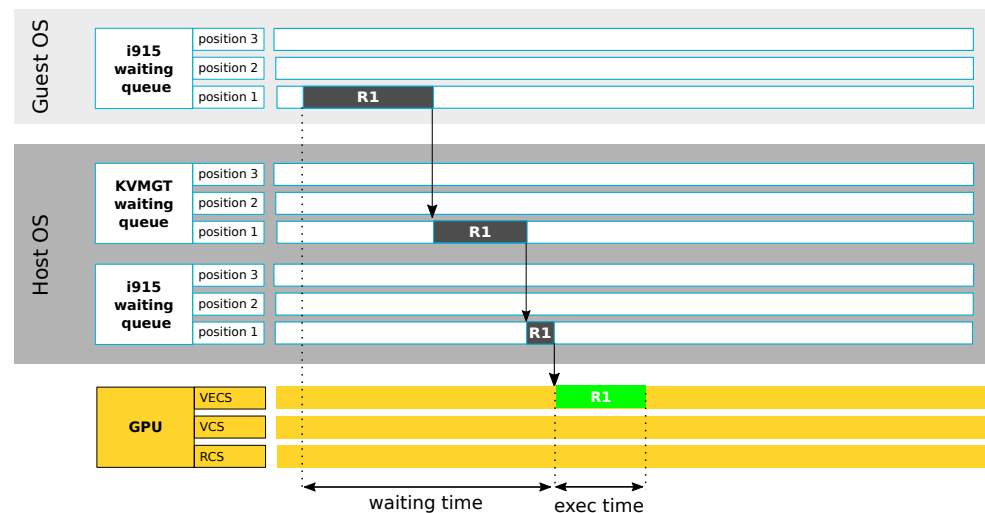 Guest OS
i915
waiting
queue
position 3
position 2
position 1
R1
Host OS
KVMGT
waiting
queue
position 3
position 2
position 1
R1
i915
waiting
queue
position 3
position 2
position 1
R1
GPU
VECS
VCS
RCS
R1
waiting time
exec time